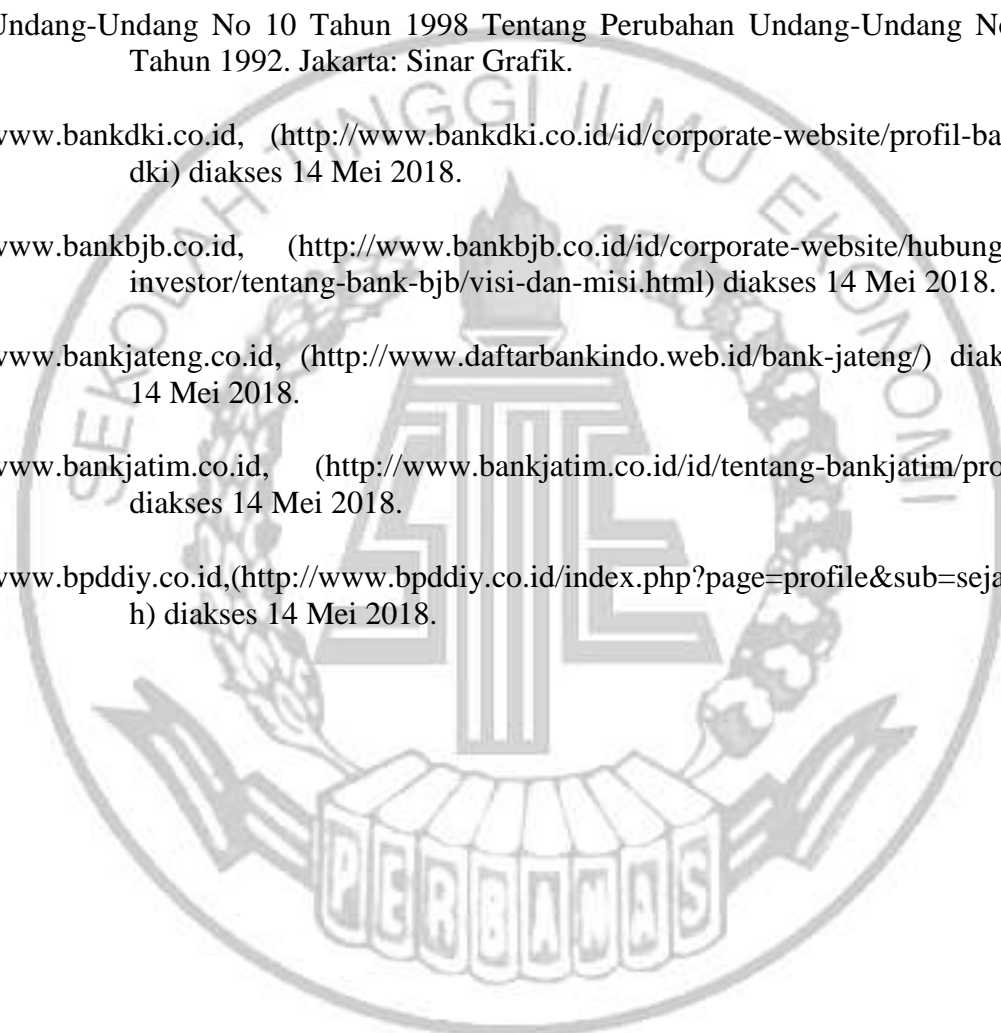 Undang-Undang No 10 Tahun 1998 Tentang Perubahan Undang-Undang No
Tahun 1992. Jakarta: Sinar Grafik.
www.bankdki.co.id, (http://www.bankdki.co.id/id/corporate-website/profil-ba
dki) diakses 14 Mei 2018.
www.bankbjb.co.id, (http://www.bankbjb.co.id/id/corporate-website/hubung
investor/tentang-bank-bjb/visi-dan-misi.html) diakses 14 Mei 2018.
www.bankjateng.co.id, (http://www.daftarbankindo.web.id/bank-jateng/) diak
14 Mei 2018.
www.bankjatim.co.id, (http://www.bankjatim.co.id/id/tentang-bankjatim/pro
diakses 14 Mei 2018.
www.bpddiy.co.id,(http://www.bpddiy.co.id/index.php?page=profile&sub=seja
h) diakses 14 Mei 2018.
SEKOLAH TINGGI ILMU EKONOMI
STIE
PERBANAS